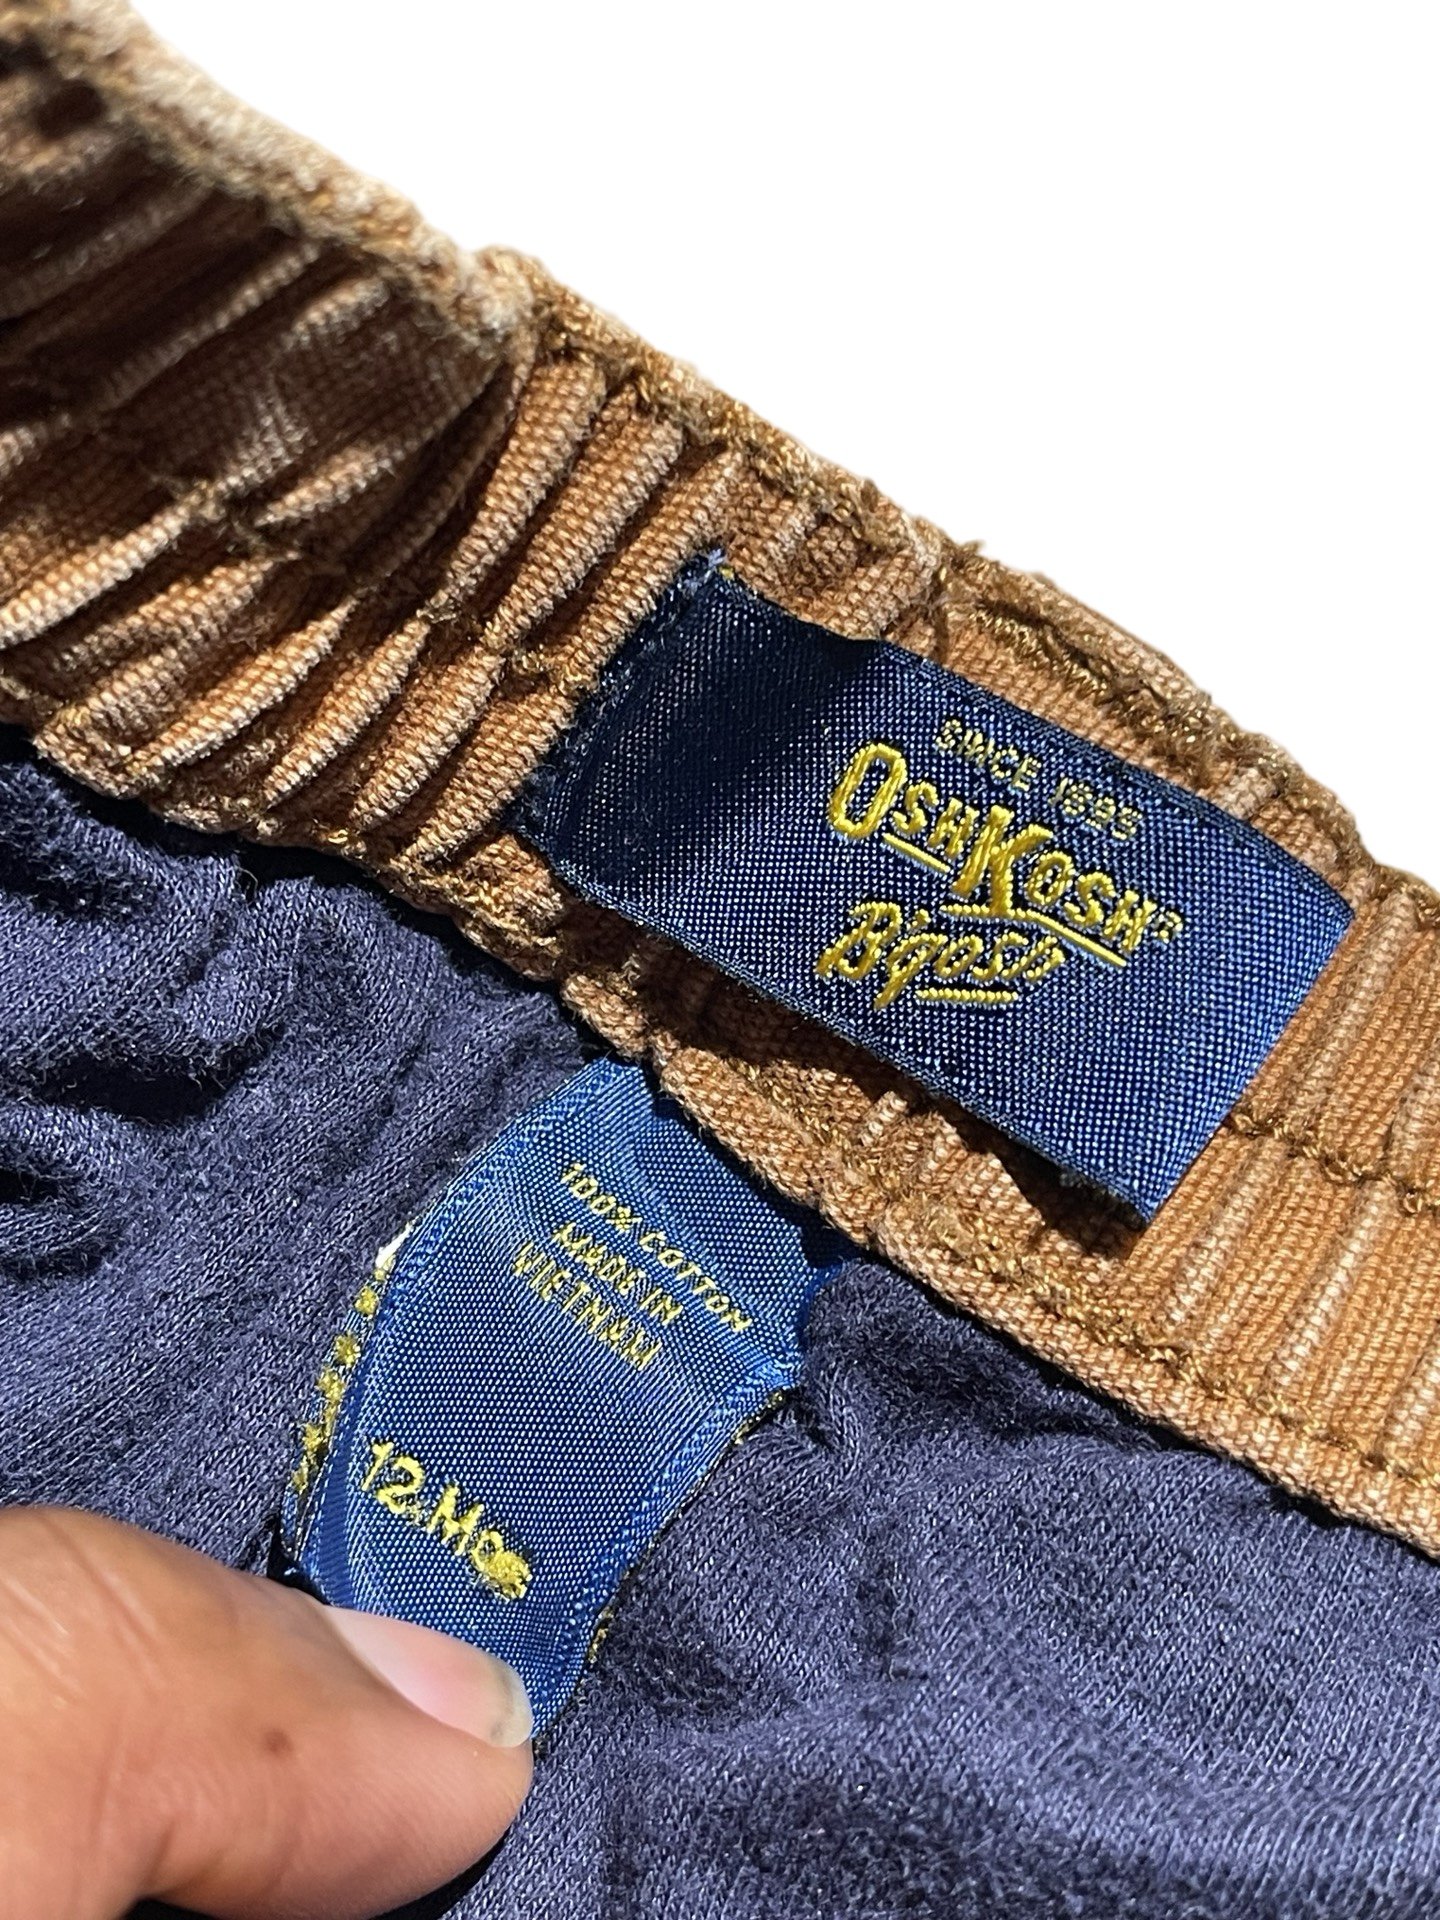 SINCE 1895
OSHKOSH®
B'gosh
100% COTTON
MADE IN
VIETNAM
12 Mos